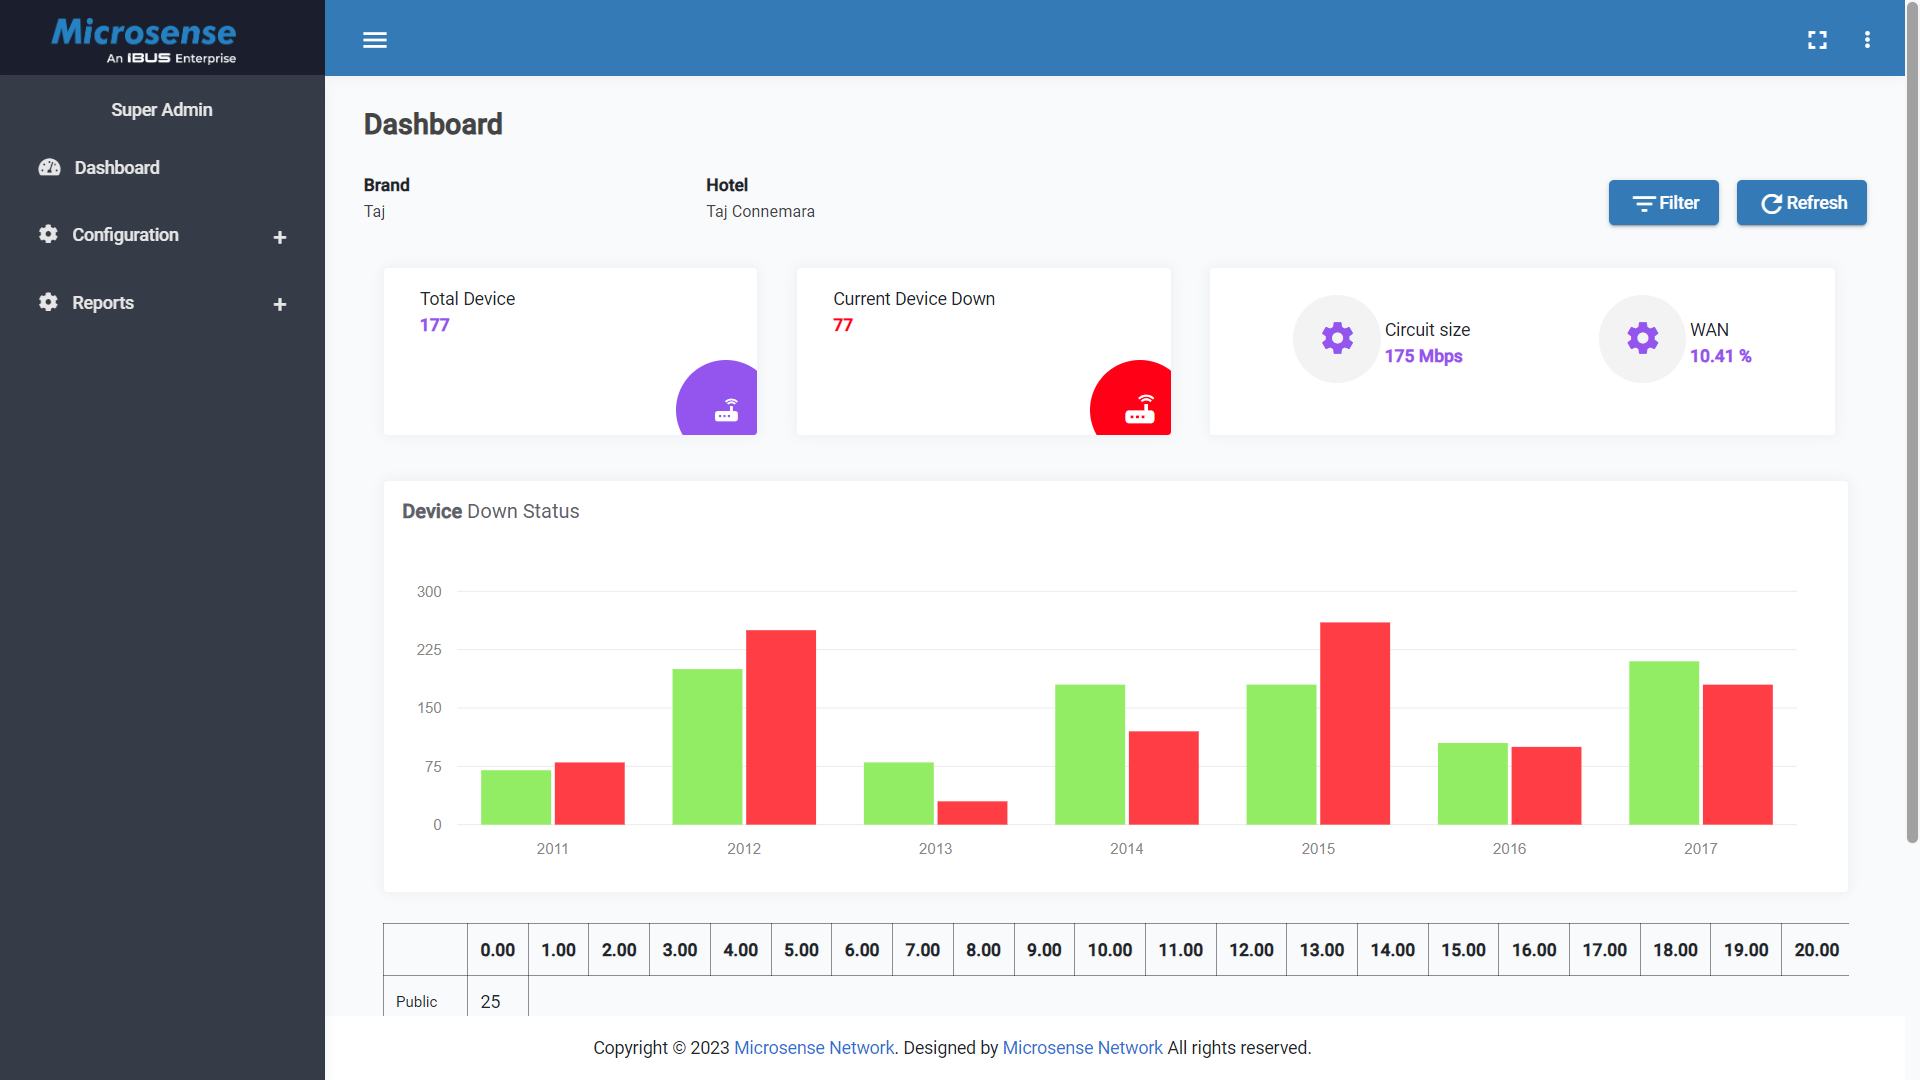 Microsense
An IBUS Enterprise
Super Admin
Dashboard
Configuration +
Reports +
Dashboard
Brand
Taj
Hotel
Taj Connemara
Filter
Refresh
Total Device
177
Current Device Down
77
Circuit size
175 Mbps
WAN
10.41 %
Device Down Status
300
225
150
75
0
2011 2012 2013 2014 2015 2016 2017
0.00 1.00 2.00 3.00 4.00 5.00 6.00 7.00 8.00 9.00 10.00 11.00 12.00 13.00 14.00 15.00 16.00 17.00 18.00 19.00 20.00
Public 25
Copyright © 2023 Microsense Network. Designed by Microsense Network All rights reserved.